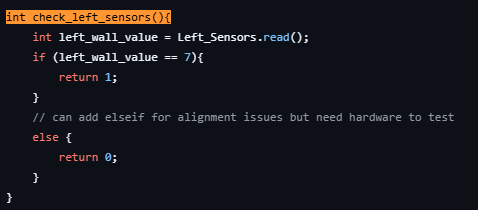 int check_left_sensors(){
    int left_wall_value = Left_Sensors.read();
    if (left_wall_value == 7){
        return 1;
    }
    // can add elseif for alignment issues but need hardware to test
    else {
        return 0;
    }
}